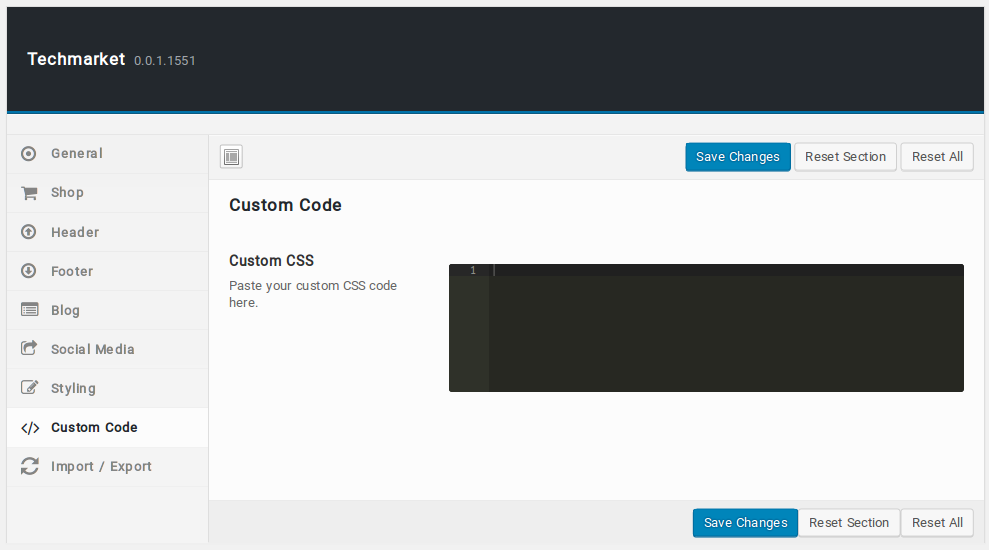 Techmarket 0.0.1.1551
General
Shop
Header
Footer
Blog
Social Media
Styling
Custom Code
Import / Export
Save Changes Reset Section Reset All
Custom Code
Custom CSS
Paste your custom CSS code
here.
1
Save Changes Reset Section Reset All